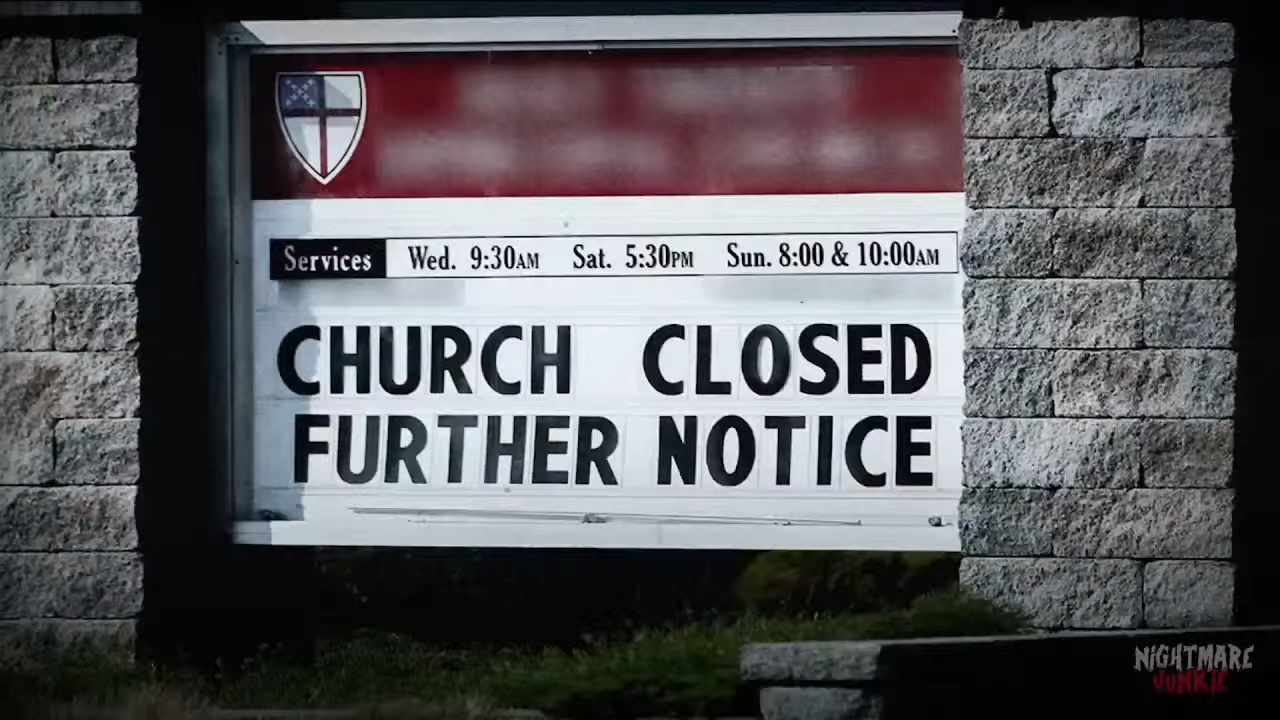 Services Wed. 9:30AM Sat. 5:30PM Sun. 8:00 & 10:00AM
CHURCH CLOSED
FURTHER NOTICE
NIGHTMARE
JUNKIE